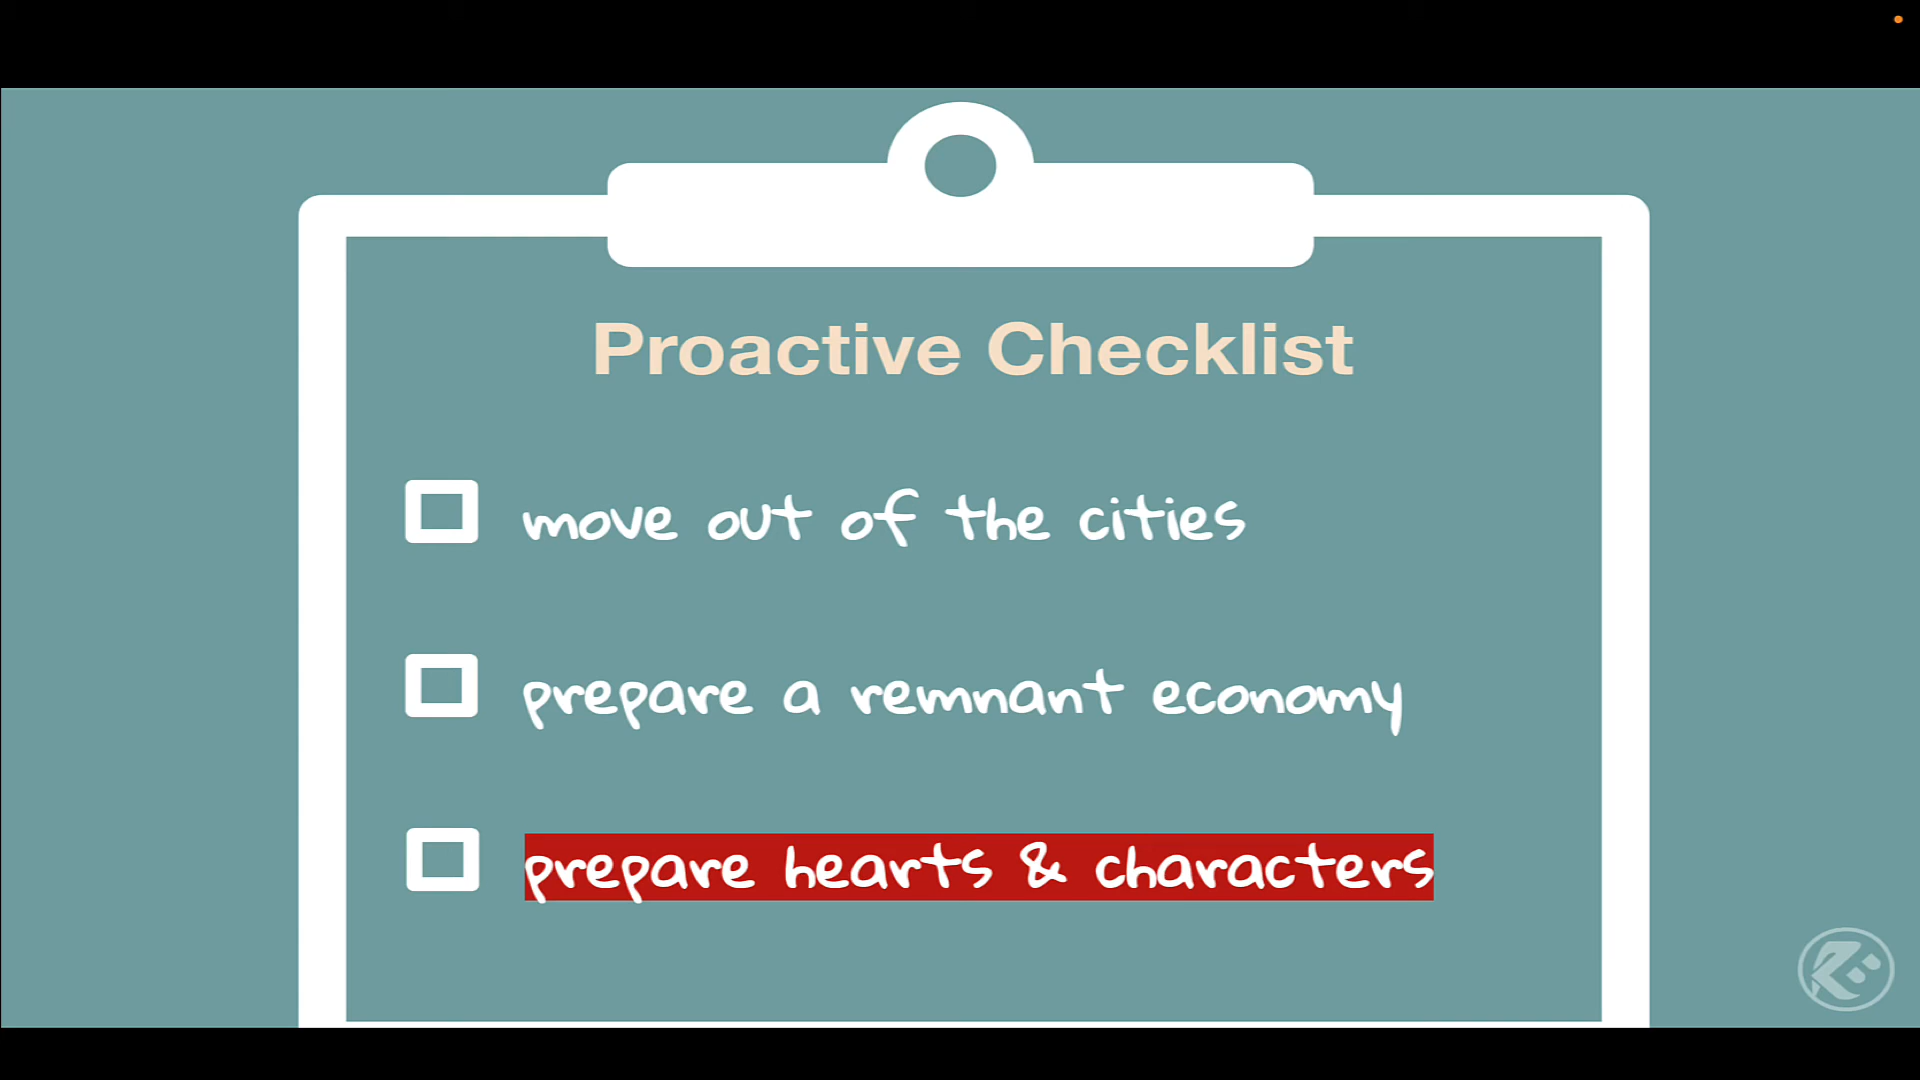 Proactive Checklist
move out of the cities
prepare a remnant economy
prepare hearts & characters